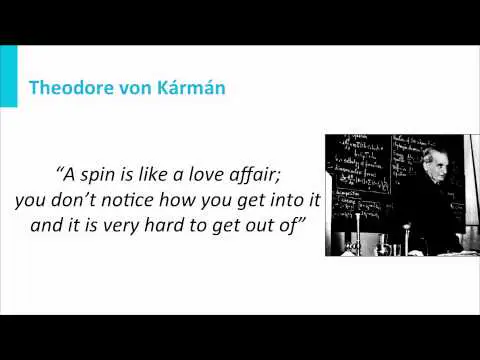 Theodore von Kármán
“A spin is like a love affair;
you don’t notice how you get into it
and it is very hard to get out of”